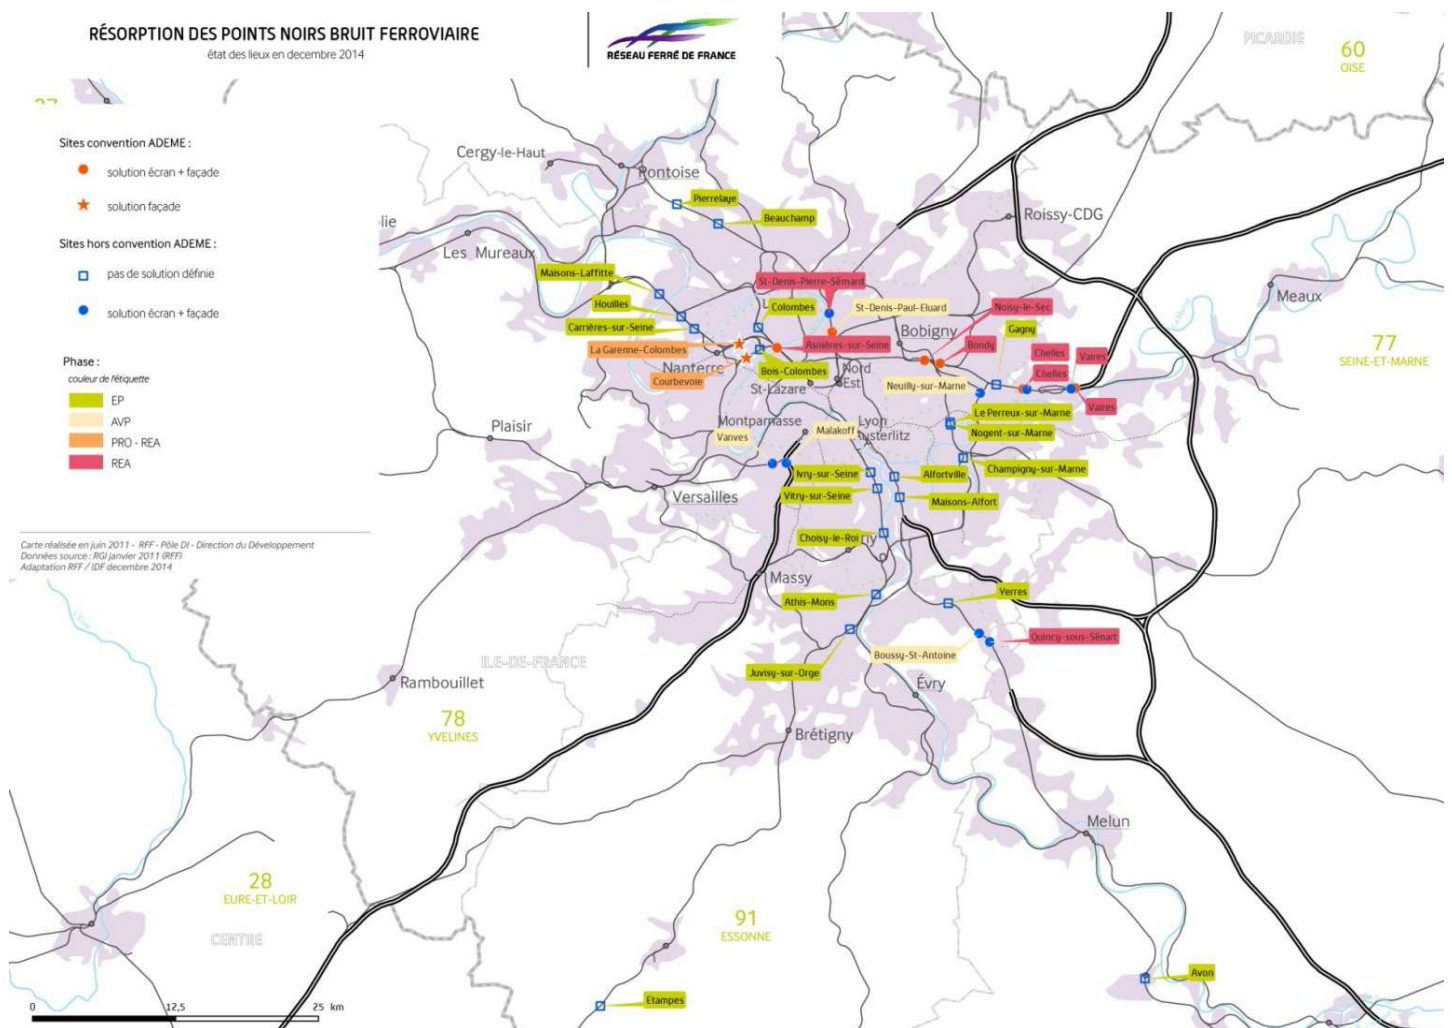 RÉSORPTION DES POINTS NOIRS BRUIT FERROVIAIRE
état des lieux en decembre 2014
RÉSEAU FERRÉ DE FRANCE
Sites convention ADEME :
solution écran + façade
solution façade
Sites hors convention ADEME :
pas de solution définie
solution écran + façade
Phase :
couleur de l'étiquette
EP
AVP
PRO - REA
REA
Carte réalisée en juin 2011 - RFF - Pôle DI - Direction du Développement
Données source : RGI janvier 2011 (RFF)
Adaptation RFF / IDF decembre 2014
0 12,5 25 km
PICARDIE
60
OISE
Cergy-le-Haut
Pontoise
Pierrelaye
Beauchamp
Roissy-CDG
Les Mureaux
Maisons-Laffitte
St-Denis-Pierre-Sémard
Meaux
Houilles
Colombes
St-Denis-Paul-Eluard
Noisy-le-Sec
Gagny
Carrières-sur-Seine
Bobigny
La Garenne-Colombes
Asnières-sur-Seine
Bondy
Chelles
Vaires
77
SEINE-ET-MARNE
Nanterre
Bois-Colombes
Nord
Est
Chelles
Courbevoie
St-Lazare
Neuilly-sur-Marne
Vaires
Le Perreux-sur-Marne
Plaisir
Montparnasse
Malakoff
Lyon
Nogent-sur-Marne
Vanves
Champigny-sur-Marne
Ivry-sur-Seine
Alfortville
Versailles
Vitry-sur-Seine
Maisons-Alfort
Choisy-le-Roi
Massy
Athis-Mons
Yerres
Quincy-sous-Sénart
Boussy-St-Antoine
ILE-DE-FRANCE
Juvisy-sur-Orge
Rambouillet
Évry
78
YVELINES
Brétigny
Melun
28
EURE-ET-LOIR
91
ESSONNE
CENTRE
Avon
Etampes